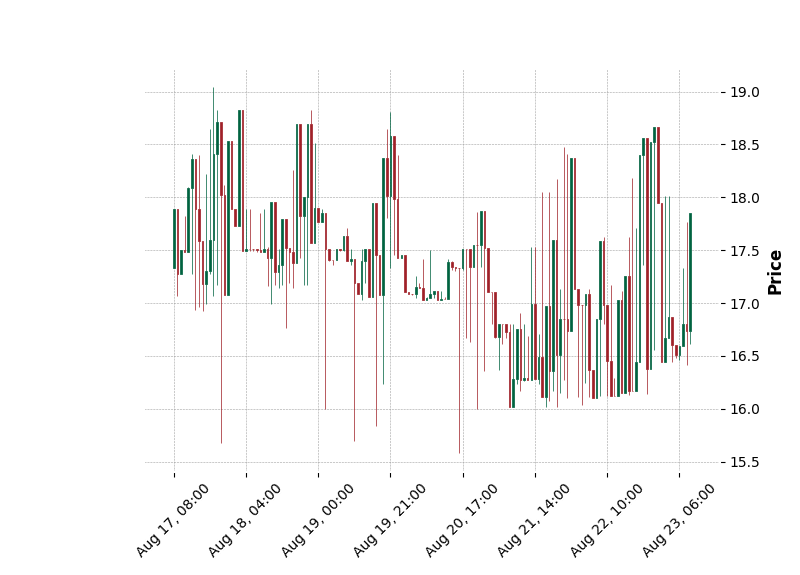 19.0
18.5
18.0
17.5
17.0
16.5
16.0
15.5
Price
Aug 17, 08:00
Aug 18, 04:00
Aug 19, 00:00
Aug 19, 21:00
Aug 20, 17:00
Aug 21, 14:00
Aug 22, 10:00
Aug 23, 06:00